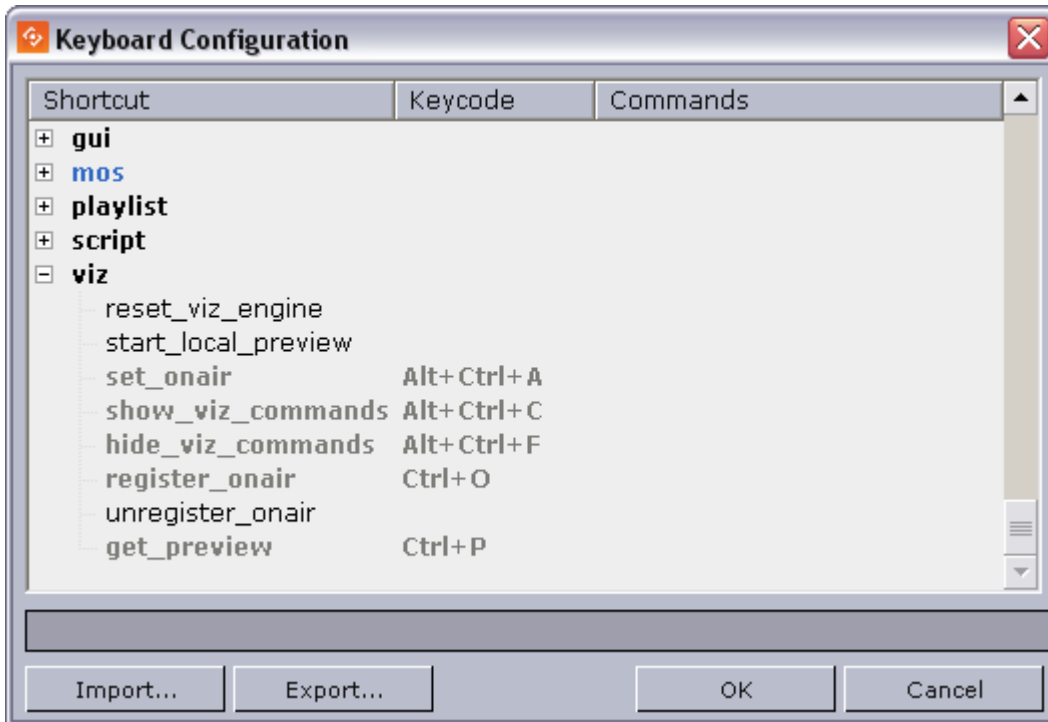 Keyboard Configuration
Shortcut Keycode Commands
gui
mos
playlist
script
viz
reset_viz_engine
start_local_preview
set_onair Alt+Ctrl+A
show_viz_commands Alt+Ctrl+C
hide_viz_commands Alt+Ctrl+F
register_onair Ctrl+O
unregister_onair
get_preview Ctrl+P
Import... Export... OK Cancel